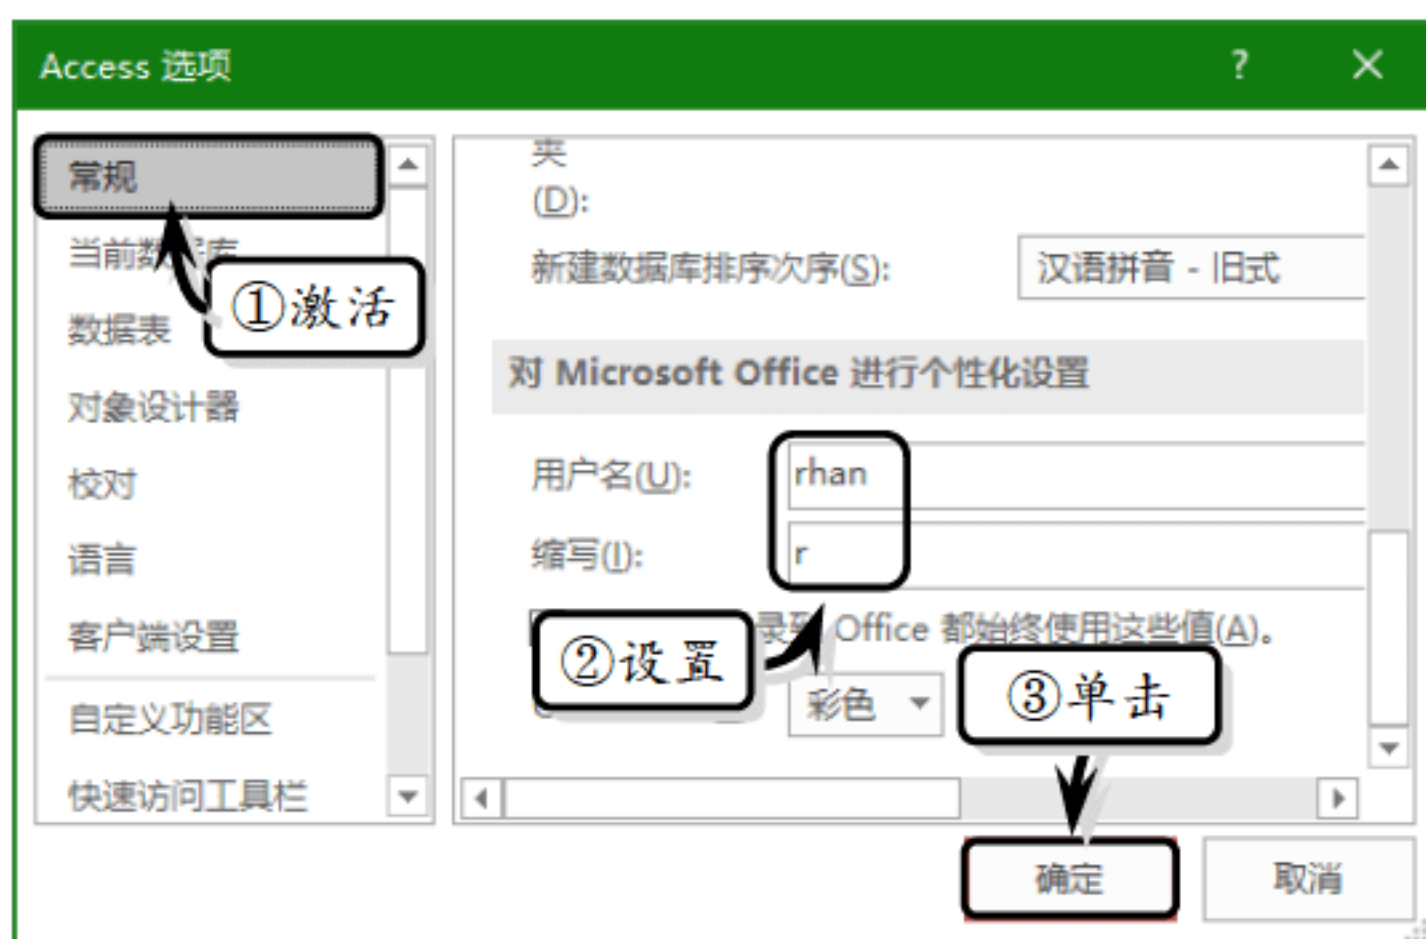 Access 选项
?
常规
①激活
数据表
对象设计器
校对
语言
客户端设置
自定义功能区
快速访问工具栏
夹
(D):
新建数据库排序次序(S):
汉语拼音 - 旧式
对 Microsoft Office 进行个性化设置
用户名(U):
rhan
缩写(I):
r
Office 都始终使用这些值(A)。
②设置
彩色
③单击
确定
取消